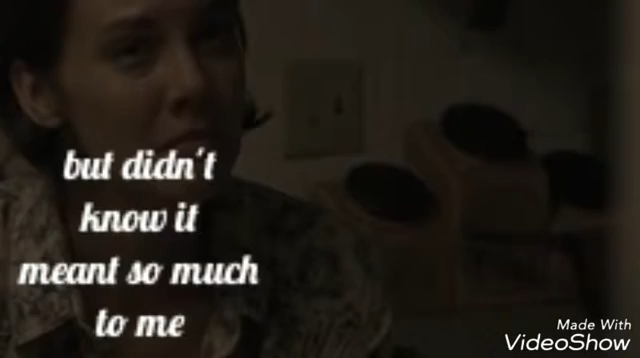 but didn't
know it
meant so much
to me
Made With
VideoShow